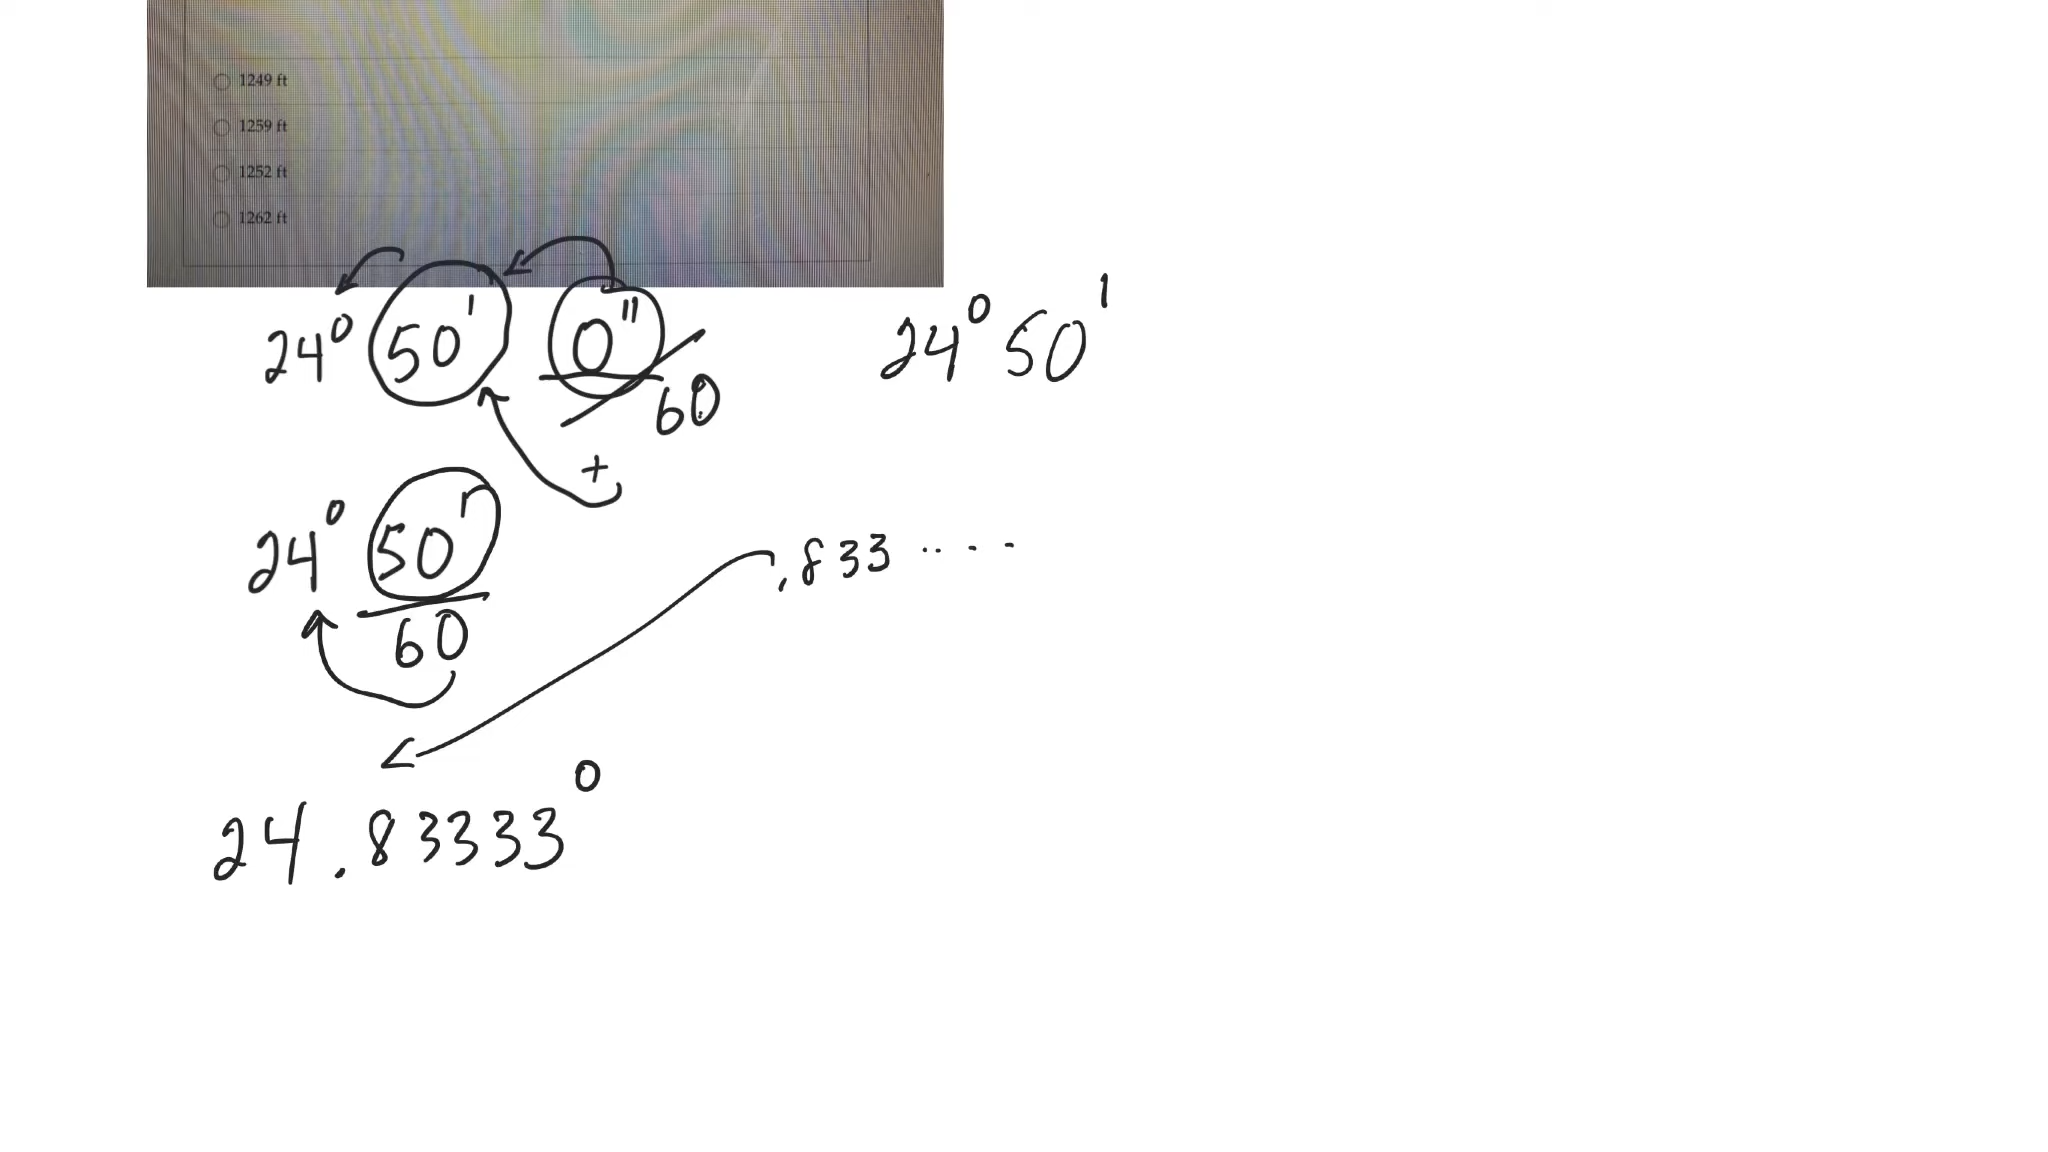 1249 ft
1259 ft
1252 ft
1262 ft
24° 50' 0" 24° 50'
60
+
24° 50' .833 ....
60
24.83333°